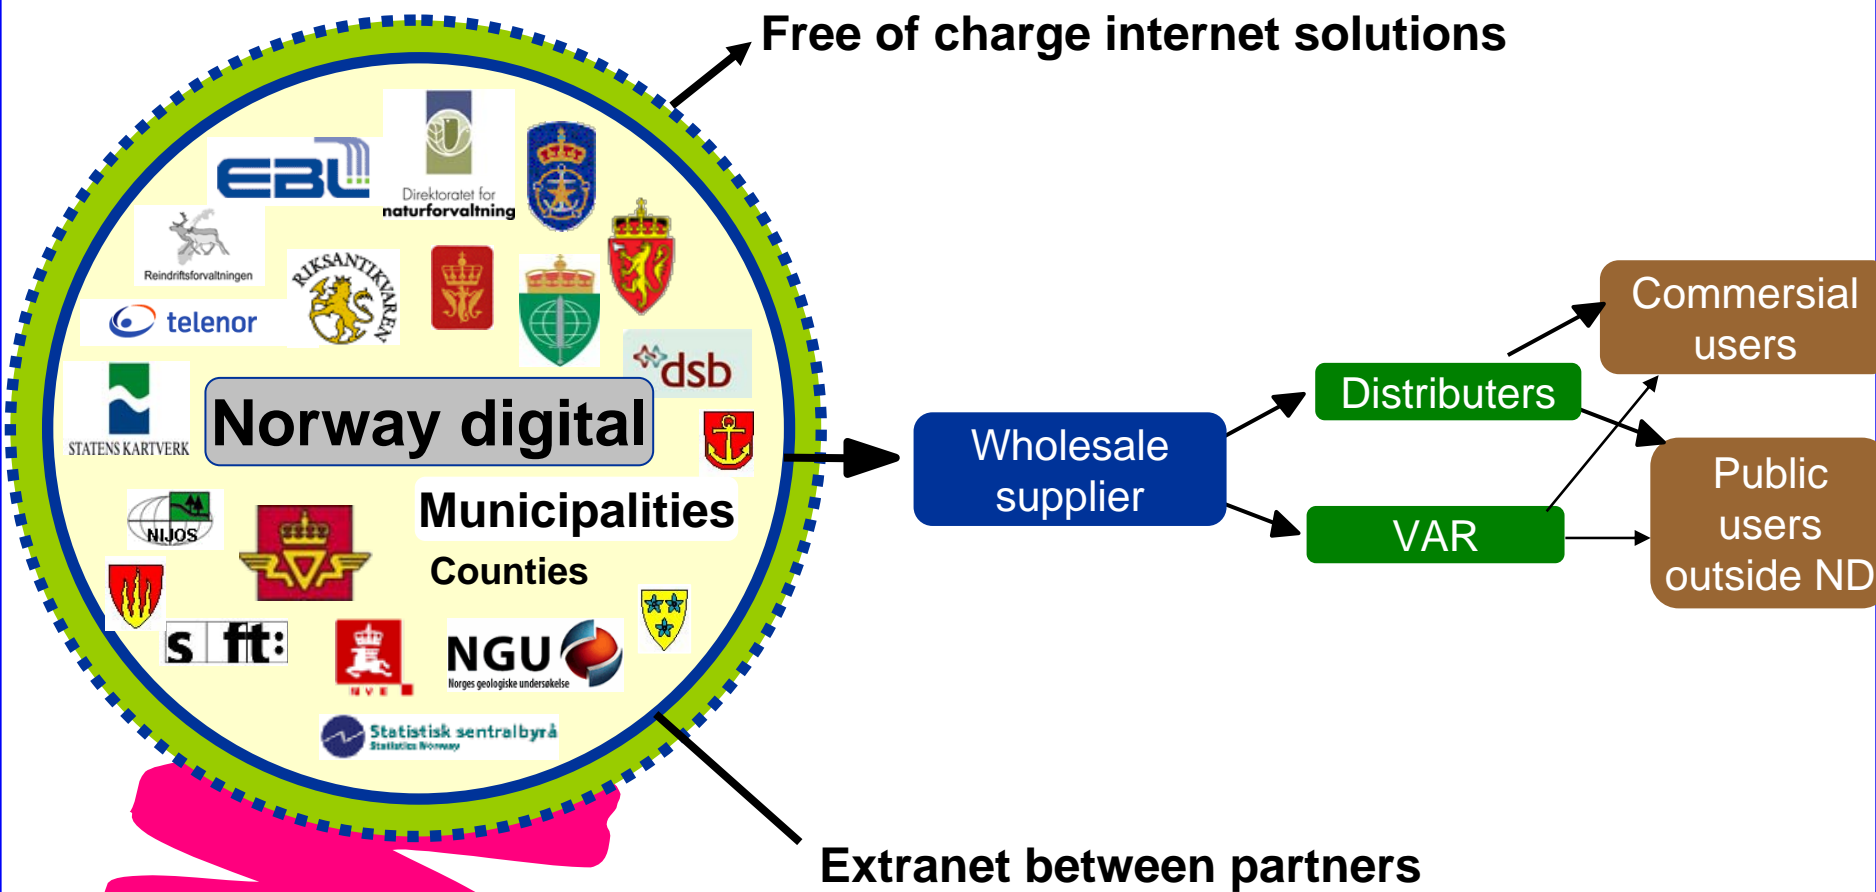 Free of charge internet solutions
EBL
Direktoratet for
naturforvaltning
Reindriftsforvaltningen
RIKSANTIKVAREN
telenor
dsb
STATENS KARTVERK
Norway digital
Municipalities
Counties
NIJOS
s ft:
NVE
NGU
Norges geologiske undersøkelse
Statistisk sentralbyrå
Statistics Norway
Wholesale
supplier
Distributers
VAR
Commersial
users
Public
users
outside ND
Extranet between partners